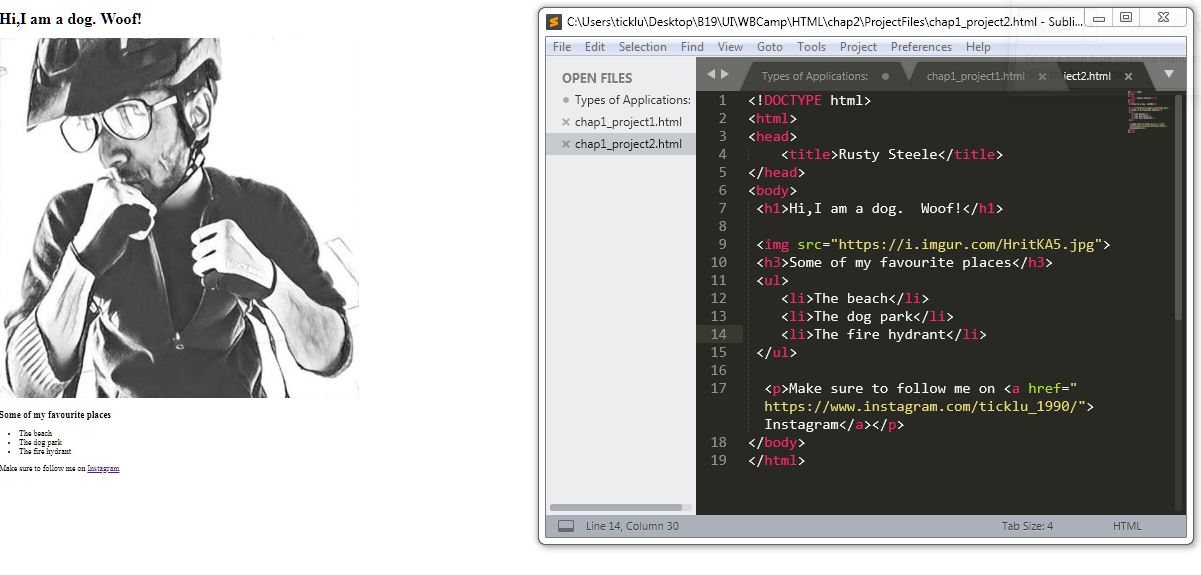 Hi,I am a dog. Woof!
Some of my favourite places
The beach
The dog park
The fire hydrant
Make sure to follow me on Instagram
C:\Users\ticklu\Desktop\B19\UI\WBCamp\HTML\chap2\ProjectFiles\chap1_project2.html - Subli...
File Edit Selection Find View Goto Tools Project Preferences Help
OPEN FILES
Types of Applications:
chap1_project1.html
chap1_project2.html
Types of Applications: chap1_project1.html ject2.html
1 <!DOCTYPE html>
2 <html>
3 <head>
4 <title>Rusty Steele</title>
5 </head>
6 <body>
7 <h1>Hi,I am a dog.  Woof!</h1>
8
9 <img src="https://i.imgur.com/HritKA5.jpg">
10 <h3>Some of my favourite places</h3>
11 <ul>
12 <li>The beach</li>
13 <li>The dog park</li>
14 <li>The fire hydrant</li>
15 </ul>
16
17 <p>Make sure to follow me on <a href="
https://www.instagram.com/ticklu_1990/">
Instagram</a></p>
18 </body>
19 </html>
Line 14, Column 30 Tab Size: 4 HTML